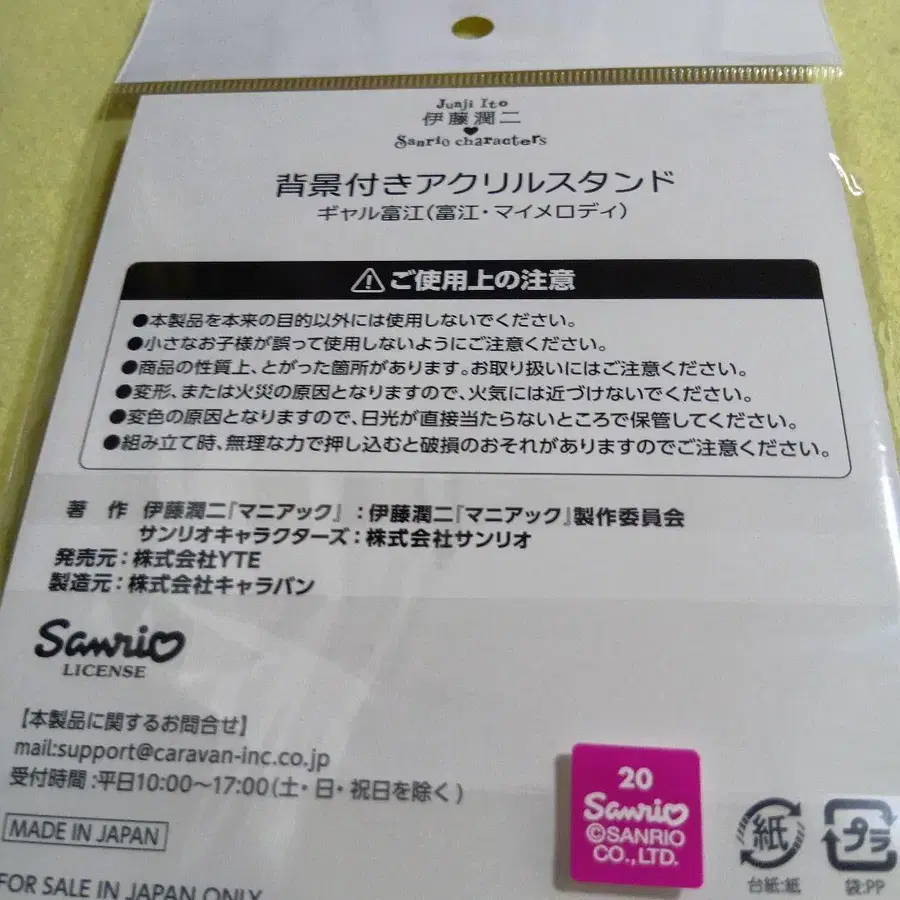 Junji Ito
伊藤潤二
Sanrio characters
背景付きアクリルスタンド
ギャル富江(富江・マイメロディ)
ご使用上の注意
●本製品を本来の目的以外には使用しないでください。
●小さなお子様が誤って使用しないようにご注意ください。
●商品の性質上、とがった箇所があります。お取り扱いにはご注意ください。
●変形、または火災の原因となりますので、火気には近づけないでください。
●変色の原因となりますので、日光が直接当たらないところで保管してください。
●組み立て時、無理な力で押し込むと破損のおそれがありますのでご注意ください。
著 作 伊藤潤二『マニアック』:伊藤潤二『マニアック』製作委員会
サンリオキャラクターズ:株式会社サンリオ
発売元:株式会社YTE
製造元:株式会社キャラバン
Sanrio
LICENSE
【本製品に関するお問合せ】
mail:support@caravan-inc.co.jp
受付時間:平日10:00～17:00(土・日・祝日を除く)
MADE IN JAPAN
FOR SALE IN JAPAN ONLY
20
Sanrio
©SANRIO
CO., LTD.
紙
台紙:紙
プラ
袋:PP